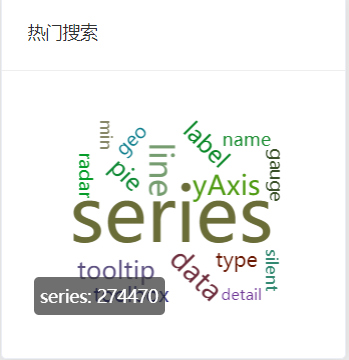 热门搜索
min
geo
line
label
name
radar
pie
yAxis
gauge
series
tooltip
data
type
silent
series: 274470
detail